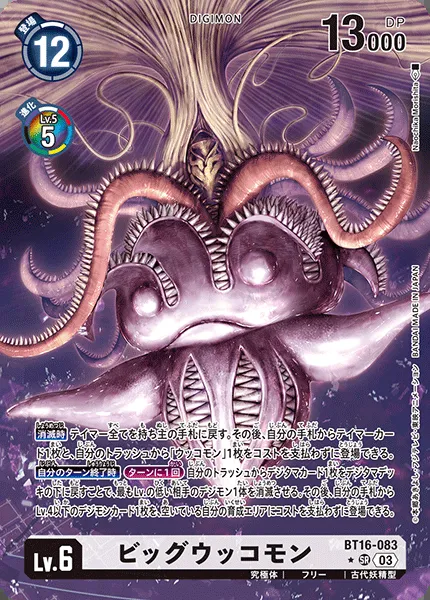 登場
12
DIGIMON
DP
13000
進化
Lv.5
5
Naochika Morishita
BANDAI MADE IN JAPAN
消滅時 テイマー全てを持ち主の手札に戻す。その後、自分の手札からテイマーカー
ド1枚と、自分のトラッシュから「ウッコモン」1枚をコストを支払わずに登場できる。
自分のターン終了時 ターンに1回 自分のトラッシュからデジタマカード1枚をデジタマデッ
キの下に戻すことで、最もLv.の低い相手のデジモン1体を消滅させる。その後、自分の手札から
Lv.4以下のデジモンカード1枚を、空いている自分の育成エリアにコストを支払わずに登場できる。
Lv.6
ビッグウッコモン
BT16-083
SR 03
究極体
フリー
古代妖精型